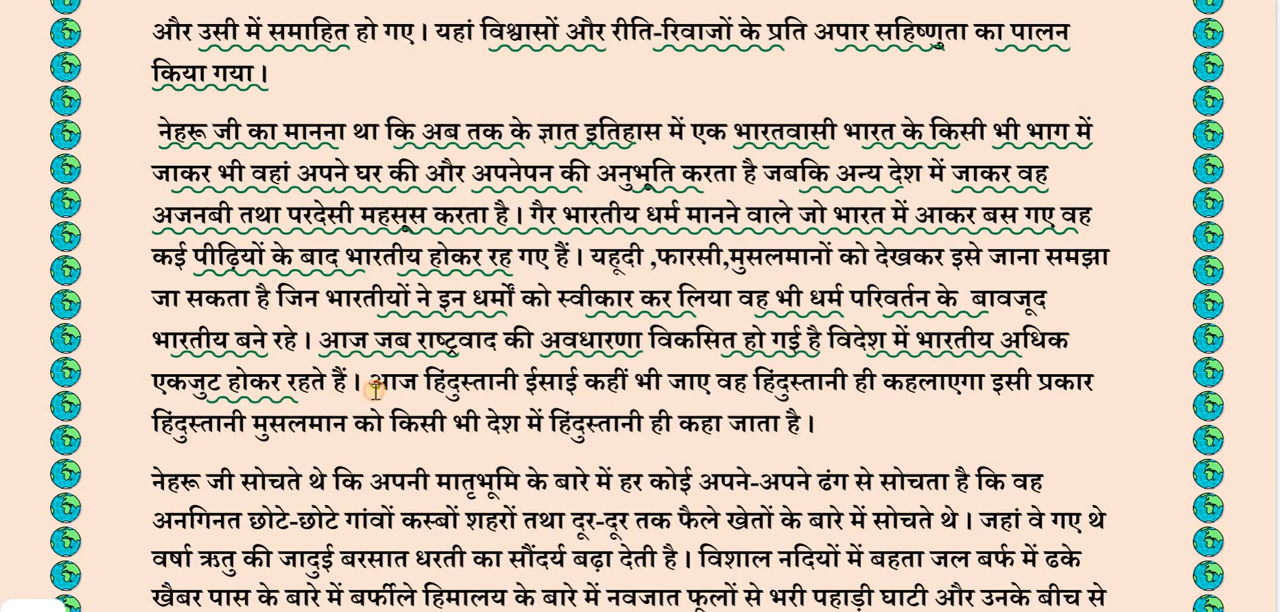 और उसी में समाहित हो गए। यहां विश्वासों और रीति-रिवाजों के प्रति अपार सहिष्णुता का पालन
किया गया।
नेहरू जी का मानना था कि अब तक के ज्ञात इतिहास में एक भारतवासी भारत के किसी भी भाग में
जाकर भी वहां अपने घर की और अपनेपन की अनुभूति करता है जबकि अन्य देश में जाकर वह
अजनबी तथा परदेसी महसूस करता है। गैर भारतीय धर्म मानने वाले जो भारत में आकर बस गए वह
कई पीढ़ियों के बाद भारतीय होकर रह गए हैं। यहूदी ,फारसी,मुसलमानों को देखकर इसे जाना समझा
जा सकता है जिन भारतीयों ने इन धर्मों को स्वीकार कर लिया वह भी धर्म परिवर्तन के बावजूद
भारतीय बने रहे। आज जब राष्ट्रवाद की अवधारणा विकसित हो गई है विदेश में भारतीय अधिक
एकजुट होकर रहते हैं। आज हिंदुस्तानी ईसाई कहीं भी जाए वह हिंदुस्तानी ही कहलाएगा इसी प्रकार
हिंदुस्तानी मुसलमान को किसी भी देश में हिंदुस्तानी ही कहा जाता है।
नेहरू जी सोचते थे कि अपनी मातृभूमि के बारे में हर कोई अपने-अपने ढंग से सोचता है कि वह
अनगिनत छोटे-छोटे गांवों कस्बों शहरों तथा दूर-दूर तक फैले खेतों के बारे में सोचते थे। जहां वे गए थे
वर्षा ऋतु की जादुई बरसात धरती का सौंदर्य बढ़ा देती है। विशाल नदियों में बहता जल बर्फ में ढके
खैबर पास के बारे में बर्फीले हिमालय के बारे में नवजात फूलों से भरी पहाड़ी घाटी और उनके बीच से